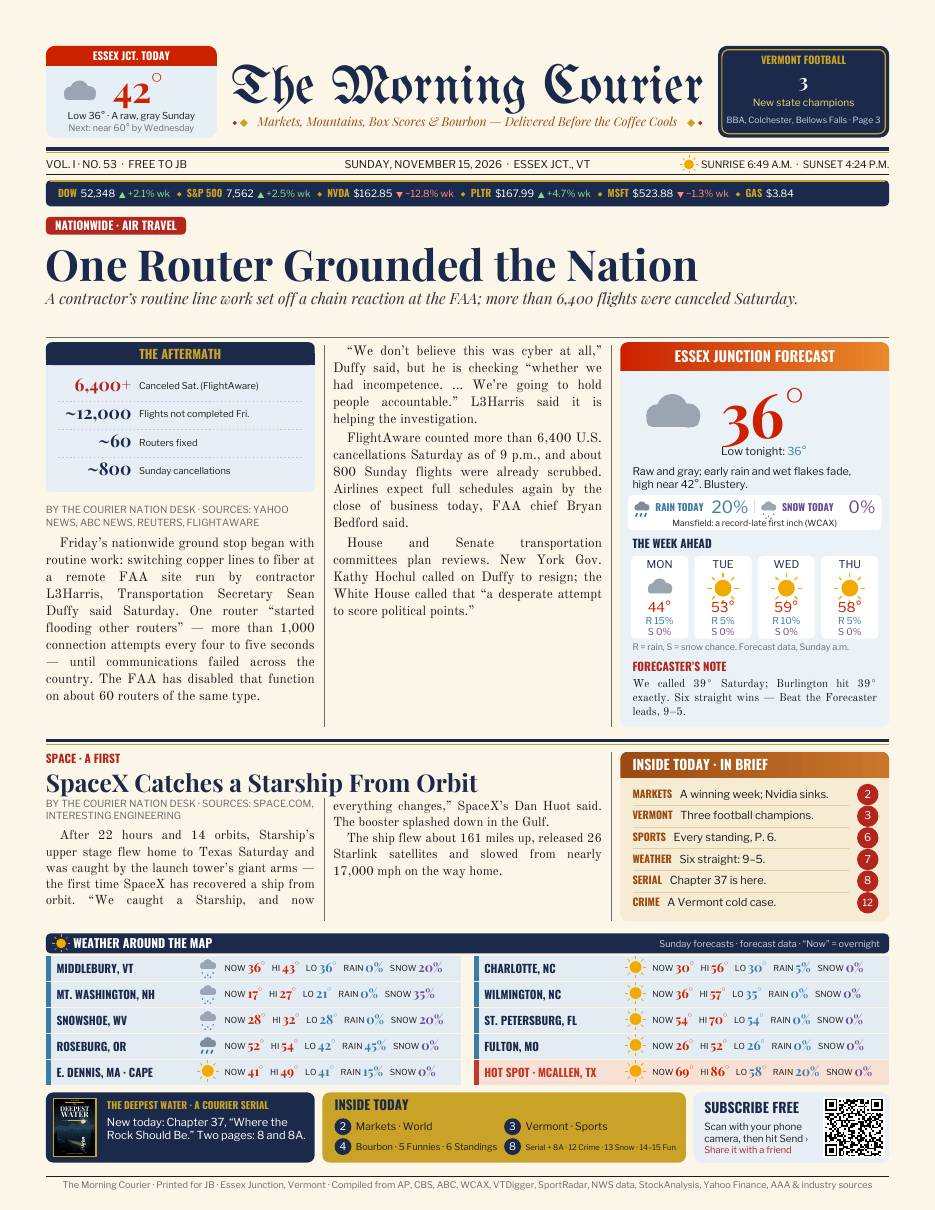 ESSEX JCT. TODAY
42°
Low 36° · A raw, gray Sunday
Next: near 60° by Wednesday
The Morning Courier
Markets, Mountains, Box Scores & Bourbon — Delivered Before the Coffee Cools
VERMONT FOOTBALL
3
New state champions
BBA, Colchester, Bellows Falls · Page 3
VOL. I · NO. 53 · FREE TO JB
SUNDAY, NOVEMBER 15, 2026 · ESSEX JCT., VT
SUNRISE 6:49 A.M. · SUNSET 4:24 P.M.
DOW 52,348 ▲ +2.1% wk ◆ S&P 500 7,562 ▲ +2.5% wk ◆ NVDA $162.85 ▼ −12.8% wk ◆ PLTR $167.99 ▲ +4.7% wk ◆ MSFT $523.88 ▼ −1.3% wk ◆ GAS $3.84
NATIONWIDE · AIR TRAVEL
One Router Grounded the Nation
A contractor's routine line work set off a chain reaction at the FAA; more than 6,400 flights were canceled Saturday.
THE AFTERMATH
6,400+ Canceled Sat. (FlightAware)
~12,000 Flights not completed Fri.
~60 Routers fixed
~800 Sunday cancellations
BY THE COURIER NATION DESK · SOURCES: YAHOO
NEWS, ABC NEWS, REUTERS, FLIGHTAWARE
Friday's nationwide ground stop began with
routine work: switching copper lines to fiber at
a remote FAA site run by contractor
L3Harris, Transportation Secretary Sean
Duffy said Saturday. One router “started
flooding other routers” — more than 1,000
connection attempts every four to five seconds
— until communications failed across the
country. The FAA has disabled that function
on about 60 routers of the same type.
“We don't believe this was cyber at all,”
Duffy said, but he is checking “whether we
had incompetence. ... We're going to hold
people accountable.” L3Harris said it is
helping the investigation.
FlightAware counted more than 6,400 U.S.
cancellations Saturday as of 9 p.m., and about
800 Sunday flights were already scrubbed.
Airlines expect full schedules again by the
close of business today, FAA chief Bryan
Bedford said.
House and Senate transportation
committees plan reviews. New York Gov.
Kathy Hochul called on Duffy to resign; the
White House called that “a desperate attempt
to score political points.”
ESSEX JUNCTION FORECAST
36°
Low tonight: 36°
Raw and gray; early rain and wet flakes fade,
high near 42°. Blustery.
RAIN TODAY 20% SNOW TODAY 0%
Mansfield: a record-late first inch (WCAX)
THE WEEK AHEAD
MON TUE WED THU
44° 53° 59° 58°
R 15% R 5% R 10% R 5%
S 0% S 0% S 0% S 0%
R = rain, S = snow chance. Forecast data, Sunday a.m.
FORECASTER'S NOTE
We called 39° Saturday; Burlington hit 39°
exactly. Six straight wins — Beat the Forecaster
leads, 9–5.
SPACE · A FIRST
SpaceX Catches a Starship From Orbit
BY THE COURIER NATION DESK · SOURCES: SPACE.COM,
INTERESTING ENGINEERING
After 22 hours and 14 orbits, Starship's
upper stage flew home to Texas Saturday and
was caught by the launch tower's giant arms —
the first time SpaceX has recovered a ship from
orbit. “We caught a Starship, and now
everything changes,” SpaceX's Dan Huot said.
The booster splashed down in the Gulf.
The ship flew about 161 miles up, released 26
Starlink satellites and slowed from nearly
17,000 mph on the way home.
INSIDE TODAY · IN BRIEF
MARKETS A winning week; Nvidia sinks. 2
VERMONT Three football champions. 3
SPORTS Every standing, P. 6. 6
WEATHER Six straight: 9–5. 7
SERIAL Chapter 37 is here. 8
CRIME A Vermont cold case. 12
WEATHER AROUND THE MAP
Sunday forecasts · forecast data · “Now” = overnight
MIDDLEBURY, VT NOW 36° HI 43° LO 36° RAIN 0% SNOW 20%
MT. WASHINGTON, NH NOW 17° HI 27° LO 21° RAIN 0% SNOW 35%
SNOWSHOE, WV NOW 28° HI 32° LO 28° RAIN 0% SNOW 20%
ROSEBURG, OR NOW 52° HI 54° LO 42° RAIN 45% SNOW 0%
E. DENNIS, MA · CAPE NOW 41° HI 49° LO 41° RAIN 15% SNOW 0%
CHARLOTTE, NC NOW 30° HI 56° LO 30° RAIN 5% SNOW 0%
WILMINGTON, NC NOW 36° HI 57° LO 35° RAIN 0% SNOW 0%
ST. PETERSBURG, FL NOW 54° HI 70° LO 54° RAIN 0% SNOW 0%
FULTON, MO NOW 26° HI 52° LO 26° RAIN 0% SNOW 0%
HOT SPOT · MCALLEN, TX NOW 69° HI 86° LO 58° RAIN 20% SNOW 0%
DEEPEST
WATER
THE DEEPEST WATER · A COURIER SERIAL
New today: Chapter 37, “Where the
Rock Should Be.” Two pages: 8 and 8A.
INSIDE TODAY
2 Markets · World 3 Vermont · Sports
4 Bourbon · 5 Funnies · 6 Standings 8 Serial + 8A · 12 Crime · 13 Snow · 14–15 Fun
SUBSCRIBE FREE
Scan with your phone
camera, then hit Send ›
Share it with a friend
The Morning Courier · Printed for JB · Essex Junction, Vermont · Compiled from AP, CBS, ABC, WCAX, VTDigger, SportRadar, NWS data, StockAnalysis, Yahoo Finance, AAA & industry sources